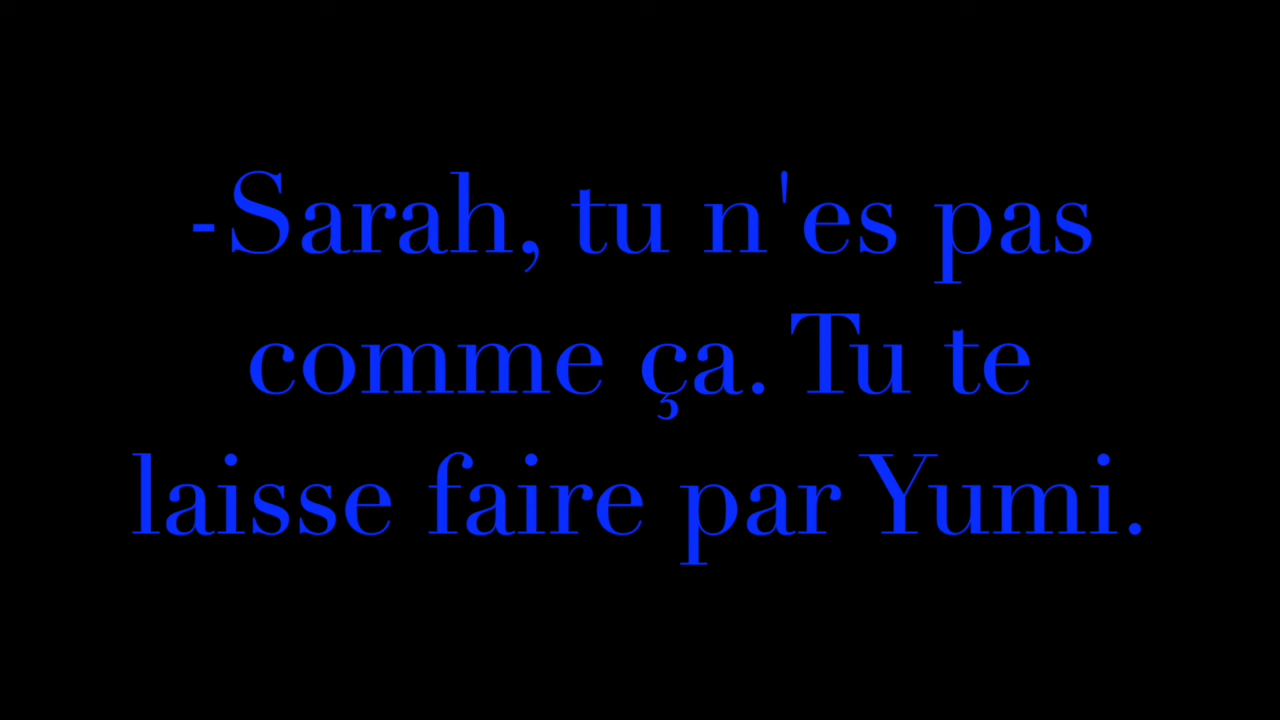 -Sarah, tu n'es pas
comme ça. Tu te
laisse faire par Yumi.